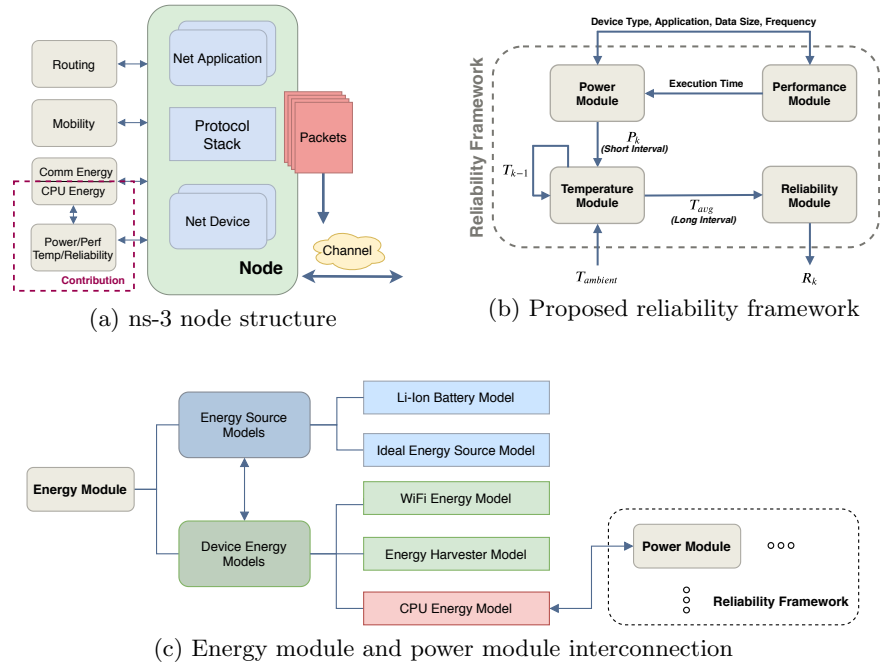 Routing
Mobility
Comm Energy
CPU Energy
Power/Perf
Temp/Reliability
Contribution
Net Application
Protocol
Stack
Net Device
Node
Packets
Channel
(a) ns-3 node structure
Device Type, Application, Data Size, Frequency
Reliability Framework
Power
Module
Execution Time
Performance
Module
P_k
(Short Interval)
T_{k−1}
Temperature
Module
T_{avg}
(Long Interval)
Reliability
Module
T_{ambient}
R_k
(b) Proposed reliability framework
Energy Module
Energy Source
Models
Device Energy
Models
Li-Ion Battery Model
Ideal Energy Source Model
WiFi Energy Model
Energy Harvester Model
CPU Energy Model
Power Module
Reliability Framework
(c) Energy module and power module interconnection